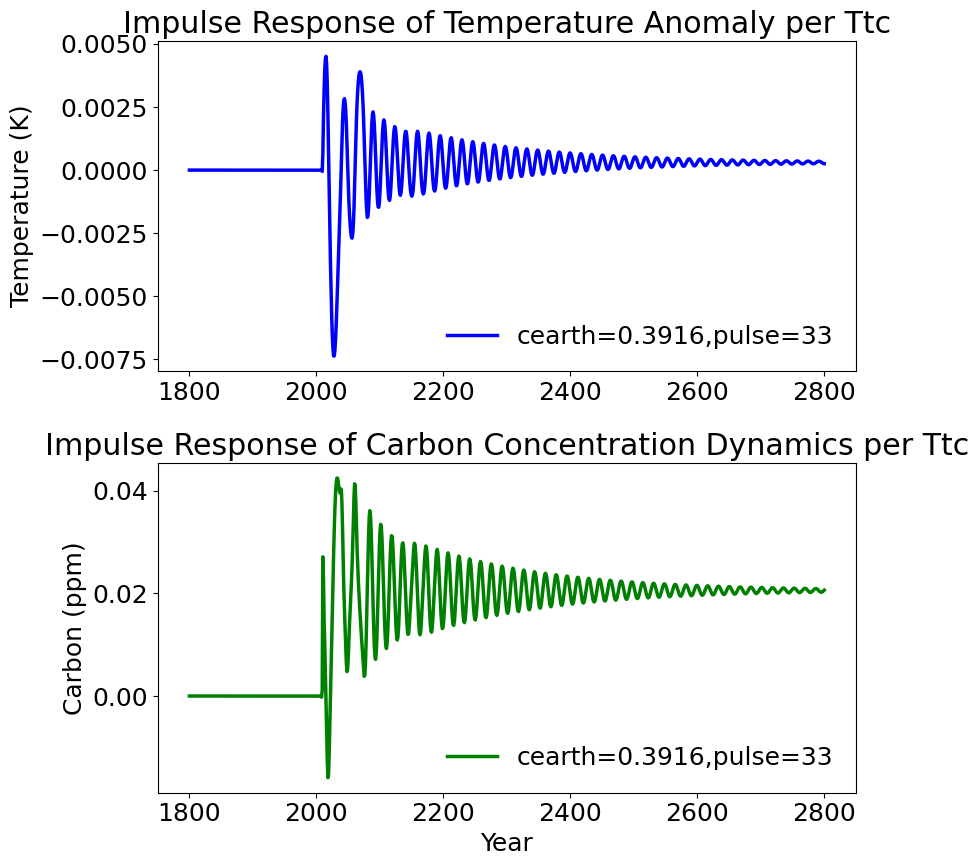 Impulse Response of Temperature Anomaly per Ttc
0.0050
0.0025
0.0000
−0.0025
−0.0050
−0.0075
Temperature (K)
cearth=0.3916,pulse=33
1800 2000 2200 2400 2600 2800
Impulse Response of Carbon Concentration Dynamics per Ttc
0.04
0.02
0.00
Carbon (ppm)
cearth=0.3916,pulse=33
1800 2000 2200 2400 2600 2800
Year